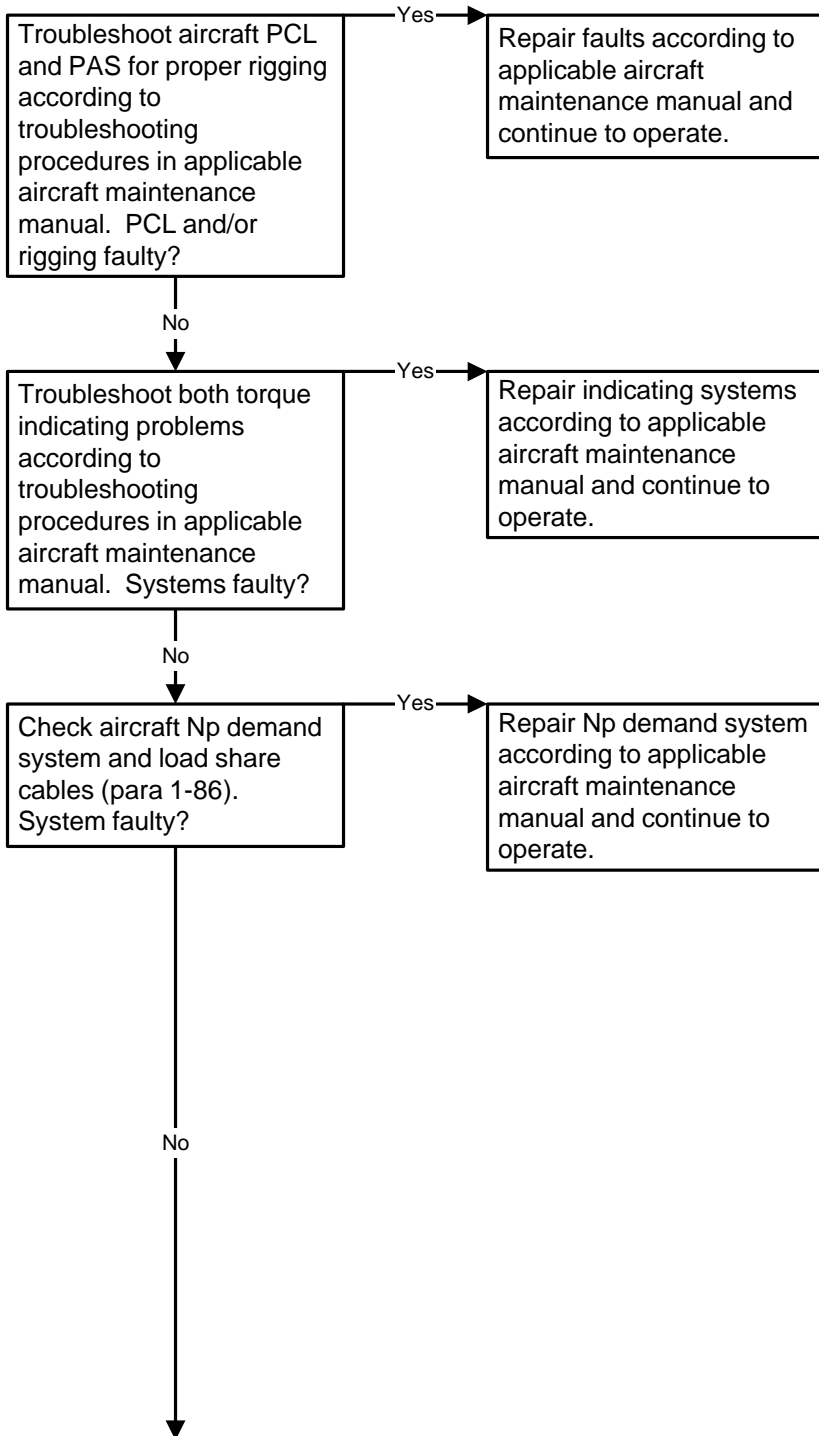 Troubleshoot aircraft PCL
and PAS for proper rigging
according to
troubleshooting
procedures in applicable
aircraft maintenance
manual.  PCL and/or
rigging faulty?
Yes
Repair faults according to
applicable aircraft
maintenance manual and
continue to operate.
No
Troubleshoot both torque
indicating problems
according to
troubleshooting
procedures in applicable
aircraft maintenance
manual.  Systems faulty?
Yes
Repair indicating systems
according to applicable
aircraft maintenance
manual and continue to
operate.
No
Check aircraft Np demand
system and load share
cables (para 1-86).
System faulty?
Yes
Repair Np demand system
according to applicable
aircraft maintenance
manual and continue to
operate.
No